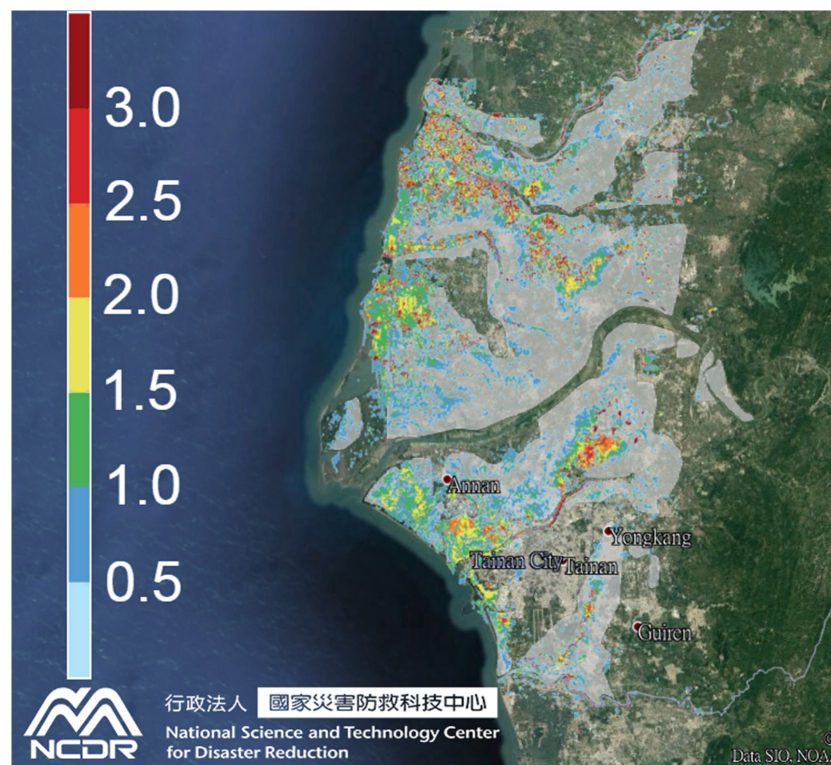 3.0
2.5
2.0
1.5
1.0
0.5
Annan
Yongkang
Tainan City
Tainan
Guiren
NCDR
行政法人 國家災害防救科技中心
National Science and Technology Center
for Disaster Reduction
©
Data SIO, NOA